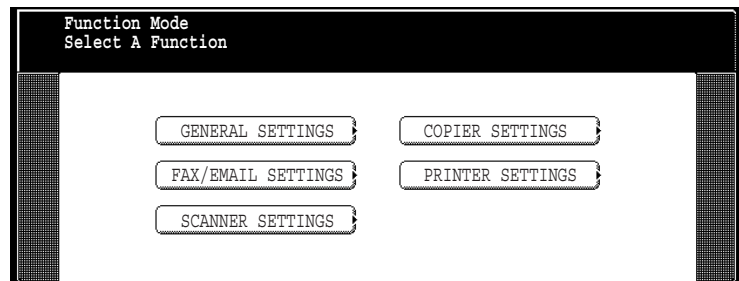 Function Mode
Select A Function
GENERAL SETTINGS
COPIER SETTINGS
FAX/EMAIL SETTINGS
PRINTER SETTINGS
SCANNER SETTINGS